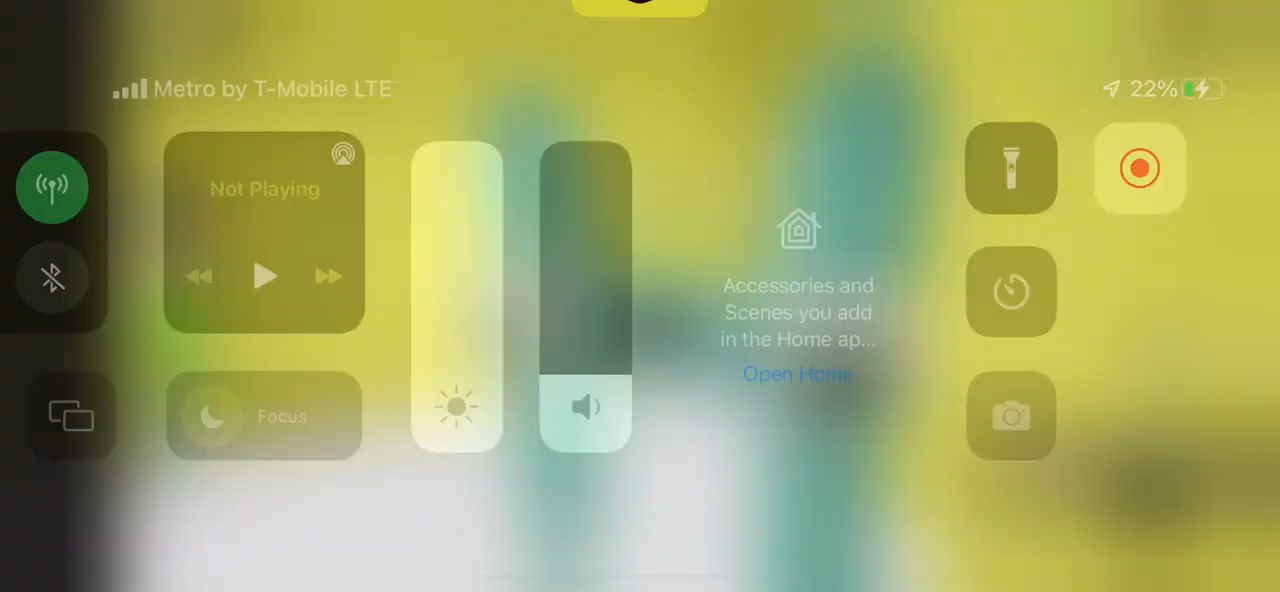 Metro by T-Mobile LTE
22%
Not Playing
Focus
Accessories and
Scenes you add
in the Home ap...
Open Home